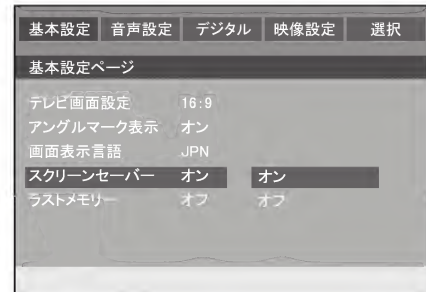 基本設定 音声設定 デジタル 映像設定 選択
基本設定ページ
テレビ画面設定 16:9
アングルマーク表示 オン
画面表示言語 JPN
スクリーンセーバー オン オン
ラストメモリー オフ オフ